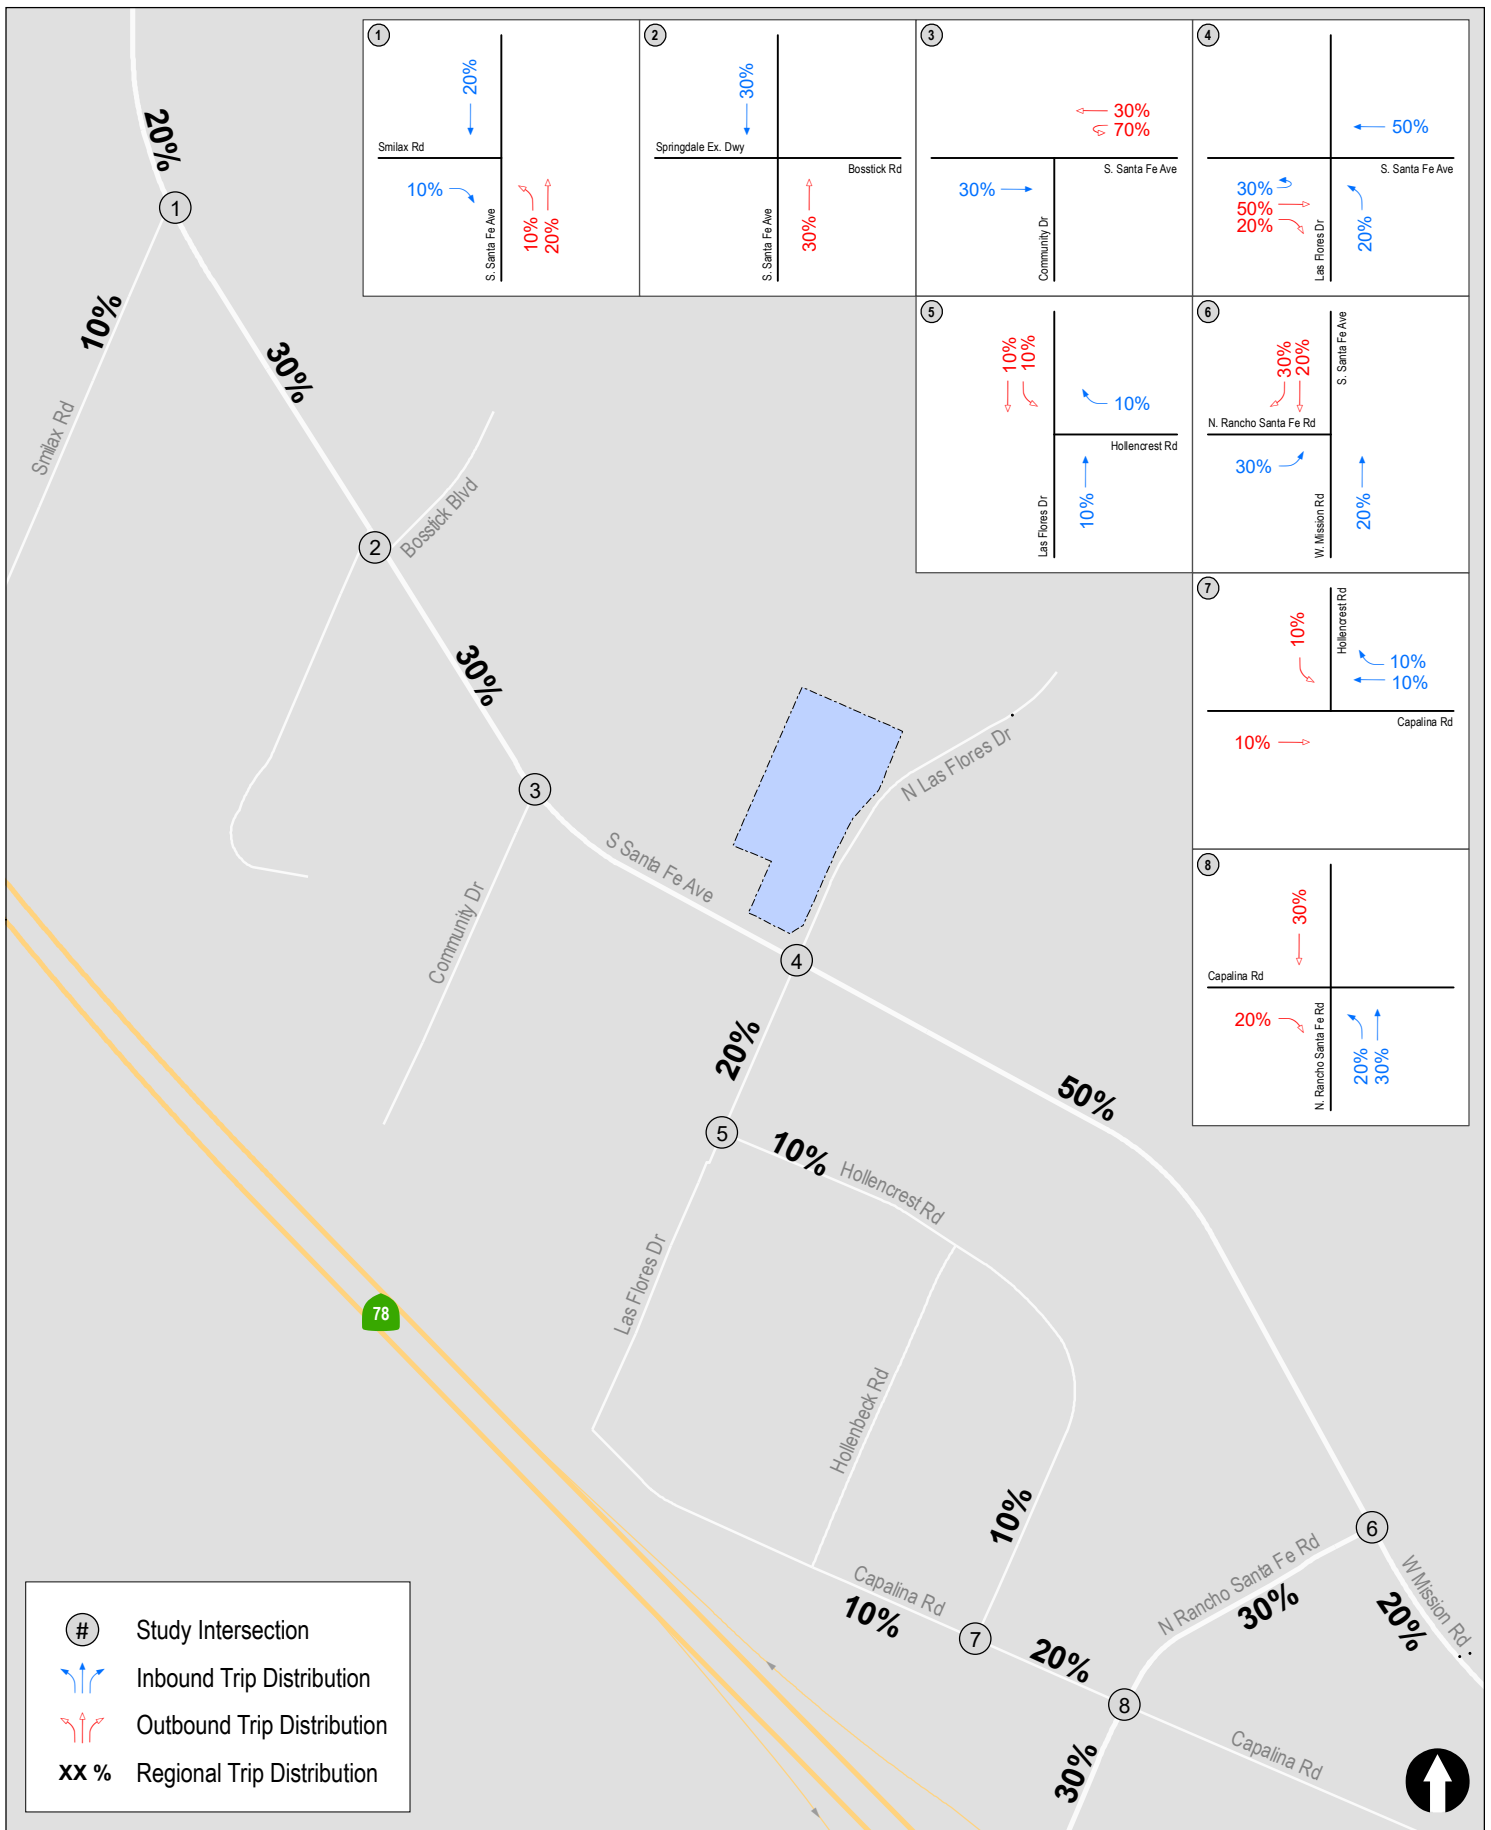 1
20%
Smilax Rd
10%
S. Santa Fe Ave
10%
20%
2
30%
Springdale Ex. Dwy
Bosstick Rd
S. Santa Fe Ave
30%
3
30%
70%
S. Santa Fe Ave
30%
Community Dr
4
50%
S. Santa Fe Ave
30%
50%
20%
Las Flores Dr
20%
5
10%
10%
10%
Hollencrest Rd
Las Flores Dr
10%
6
30%
20%
S. Santa Fe Ave
N. Rancho Santa Fe Rd
30%
W. Mission Rd
20%
7
10%
Hollencrest Rd
10%
10%
Capalina Rd
10%
8
30%
Capalina Rd
20%
N. Rancho Santa Fe Rd
20%
30%
20%
1
10%
30%
Smilax Rd
Bosstick Blvd
2
30%
3
N Las Flores Dr
S Santa Fe Ave
Community Dr
4
20%
50%
5
10%
Hollencrest Rd
Las Flores Dr
78
Hollenbeck Rd
10%
6
N Rancho Santa Fe Rd
30%
W Mission Rd
20%
Capalina Rd
10%
7
20%
8
30%
Capalina Rd
# Study Intersection
Inbound Trip Distribution
Outbound Trip Distribution
XX % Regional Trip Distribution